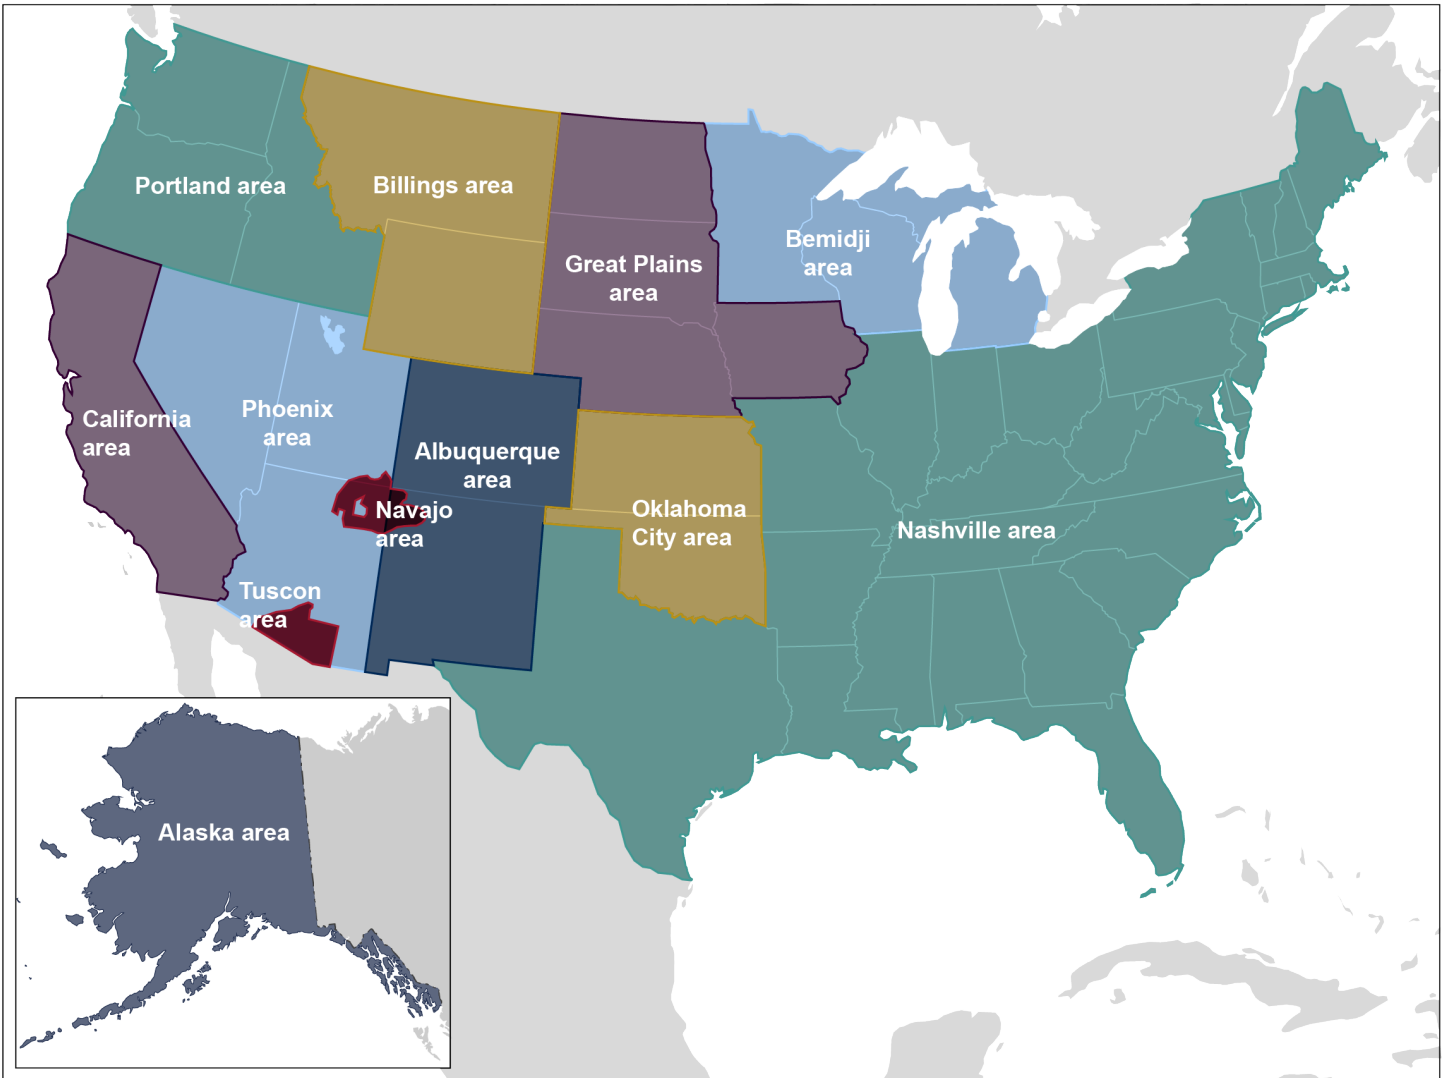 Portland area
Billings area
Great Plains
area
Bemidji
area
California
area
Phoenix
area
Albuquerque
area
Navajo
area
Oklahoma
City area
Nashville area
Tuscon
area
Alaska area